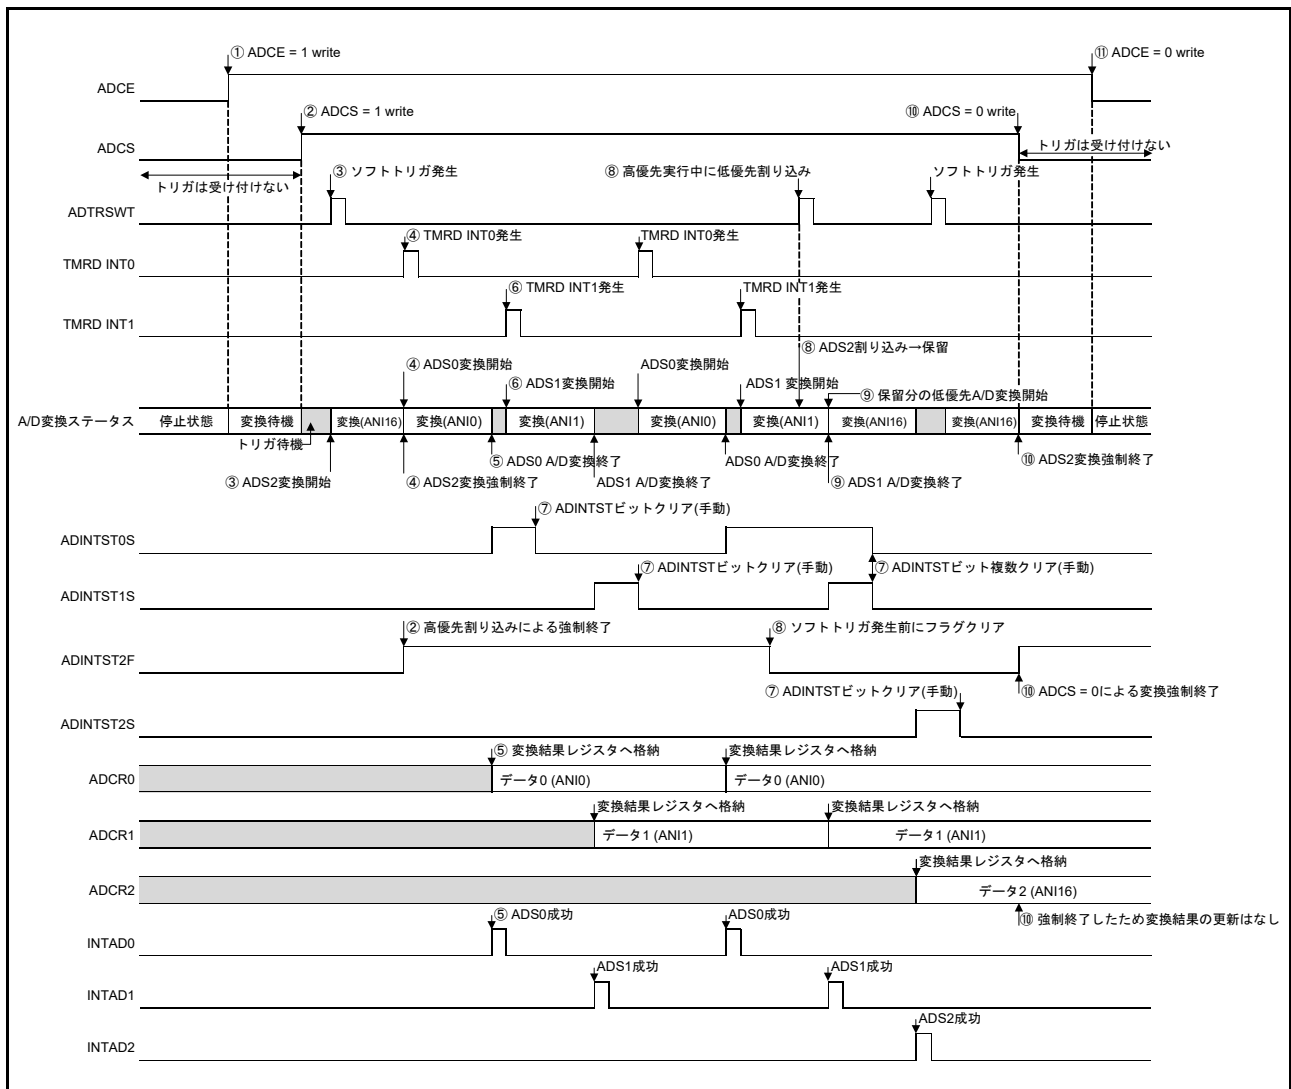 ① ADCE = 1 write
⑪ ADCE = 0 write
ADCE
② ADCS = 1 write
⑩ ADCS = 0 write
ADCS
トリガは受け付けない
トリガは受け付けない
③ ソフトトリガ発生
⑧ 高優先実行中に低優先割り込み
ソフトトリガ発生
ADTRSWT
④ TMRD INT0発生
TMRD INT0発生
TMRD INT0
⑥ TMRD INT1発生
TMRD INT1発生
TMRD INT1
⑧ ADS2割り込み→保留
④ ADS0変換開始
ADS0変換開始
⑥ ADS1変換開始
ADS1 変換開始
⑨ 保留分の低優先A/D変換開始
A/D変換ステータス
停止状態
変換待機
変換(ANI16)
変換(ANI0)
変換(ANI1)
変換(ANI0)
変換(ANI1)
変換(ANI16)
変換(ANI16)
変換待機
停止状態
トリガ待機
⑤ ADS0 A/D変換終了
ADS0 A/D変換終了
⑩ ADS2変換強制終了
③ ADS2変換開始
④ ADS2変換強制終了
ADS1 A/D変換終了
⑨ ADS1 A/D変換終了
⑦ ADINTSTビットクリア(手動)
ADINTST0S
⑦ ADINTSTビットクリア(手動)
⑦ ADINTSTビット複数クリア(手動)
ADINTST1S
② 高優先割り込みによる強制終了
⑧ ソフトトリガ発生前にフラグクリア
ADINTST2F
⑦ ADINTSTビットクリア(手動)
⑩ ADCS = 0による変換強制終了
ADINTST2S
⑤ 変換結果レジスタへ格納
変換結果レジスタへ格納
ADCR0
データ0 (ANI0)
データ0 (ANI0)
変換結果レジスタへ格納
変換結果レジスタへ格納
ADCR1
データ1 (ANI1)
データ1 (ANI1)
変換結果レジスタへ格納
ADCR2
データ2 (ANI16)
⑤ ADS0成功
ADS0成功
⑩ 強制終了したため変換結果の更新はなし
INTAD0
ADS1成功
ADS1成功
INTAD1
ADS2成功
INTAD2